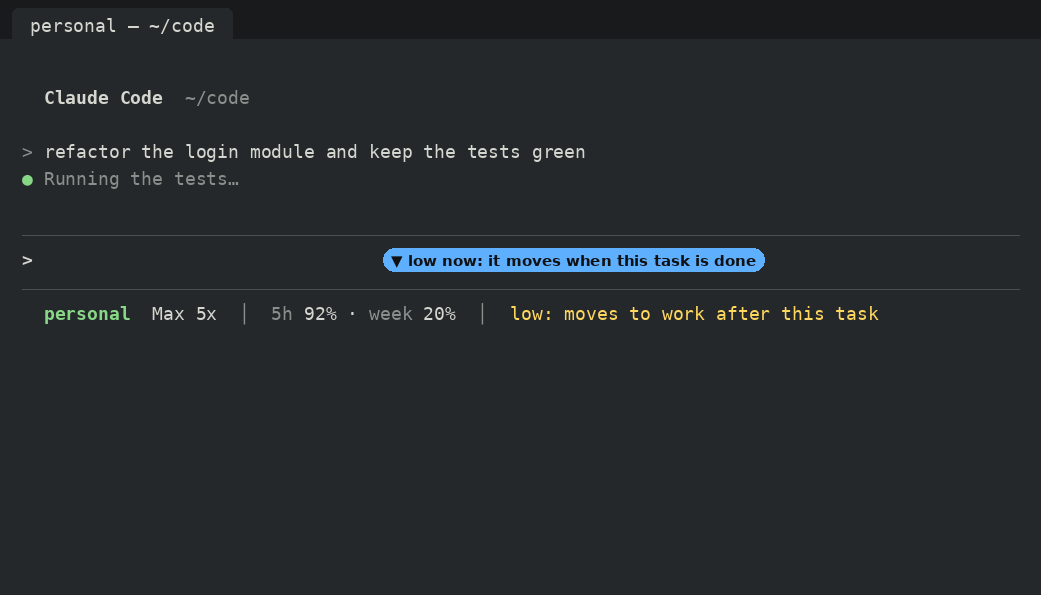 personal — ~/code
Claude Code ~/code
> refactor the login module and keep the tests green
● Running the tests…
>
▼ low now: it moves when this task is done
personal Max 5x │ 5h 92% · week 20% │ low: moves to work after this task